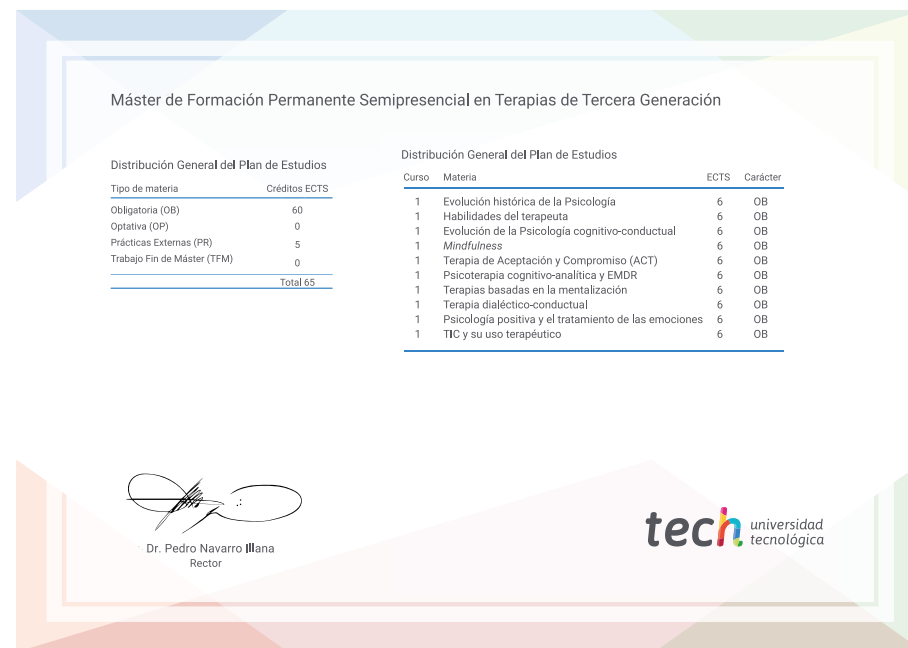 Máster de Formación Permanente Semipresencial en Terapias de Tercera Generación
Distribución General del Plan de Estudios
Tipo de materia Créditos ECTS
Obligatoria (OB) 60
Optativa (OP) 0
Prácticas Externas (PR) 5
Trabajo Fin de Máster (TFM) 0
Total 65
Distribución General del Plan de Estudios
Curso Materia ECTS Carácter
1 Evolución histórica de la Psicología 6 OB
1 Habilidades del terapeuta 6 OB
1 Evolución de la Psicología cognitivo-conductual 6 OB
1 Mindfulness 6 OB
1 Terapia de Aceptación y Compromiso (ACT) 6 OB
1 Psicoterapia cognitivo-analítica y EMDR 6 OB
1 Terapias basadas en la mentalización 6 OB
1 Terapia dialéctico-conductual 6 OB
1 Psicología positiva y el tratamiento de las emociones 6 OB
1 TIC y su uso terapéutico 6 OB
Dr. Pedro Navarro Illana
Rector
tech universidad
tecnológica